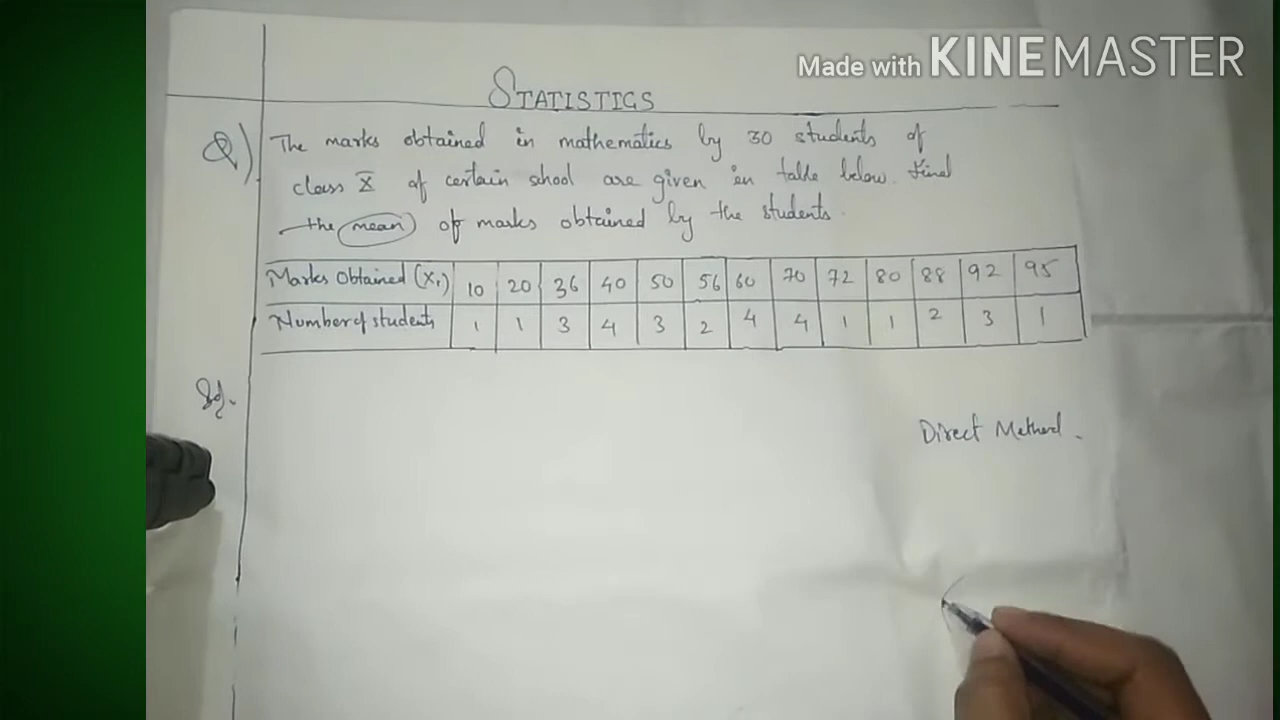 Made with KINEMASTER
STATISTICS
Q) The marks obtained in mathematics by 30 students of
class X of certain school are given in table below. Find
the mean of marks obtained by the students.
Marks Obtained (X₁) 10 20 36 40 50 56 60 70 72 80 88 92 95
Number of students 1 1 3 4 3 2 4 4 1 1 2 3 1
Sol.
Direct Method.